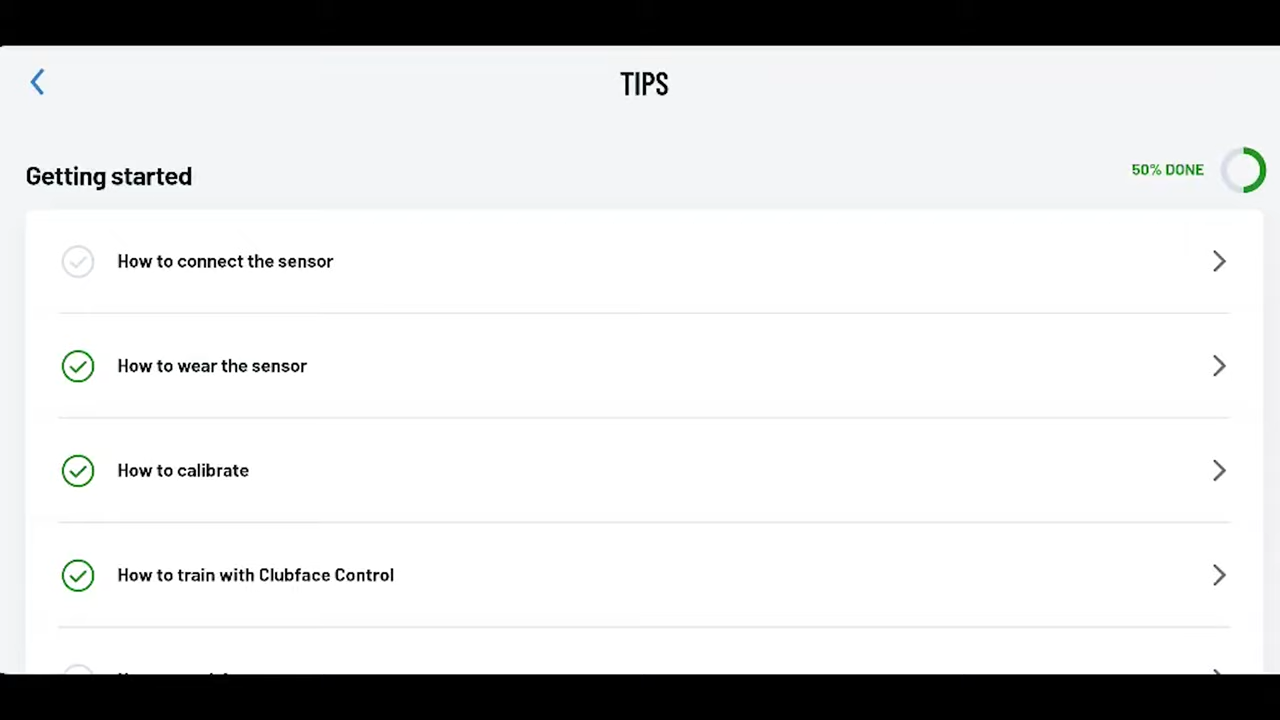 TIPS
Getting started
50% DONE
How to connect the sensor
How to wear the sensor
How to calibrate
How to train with Clubface Control